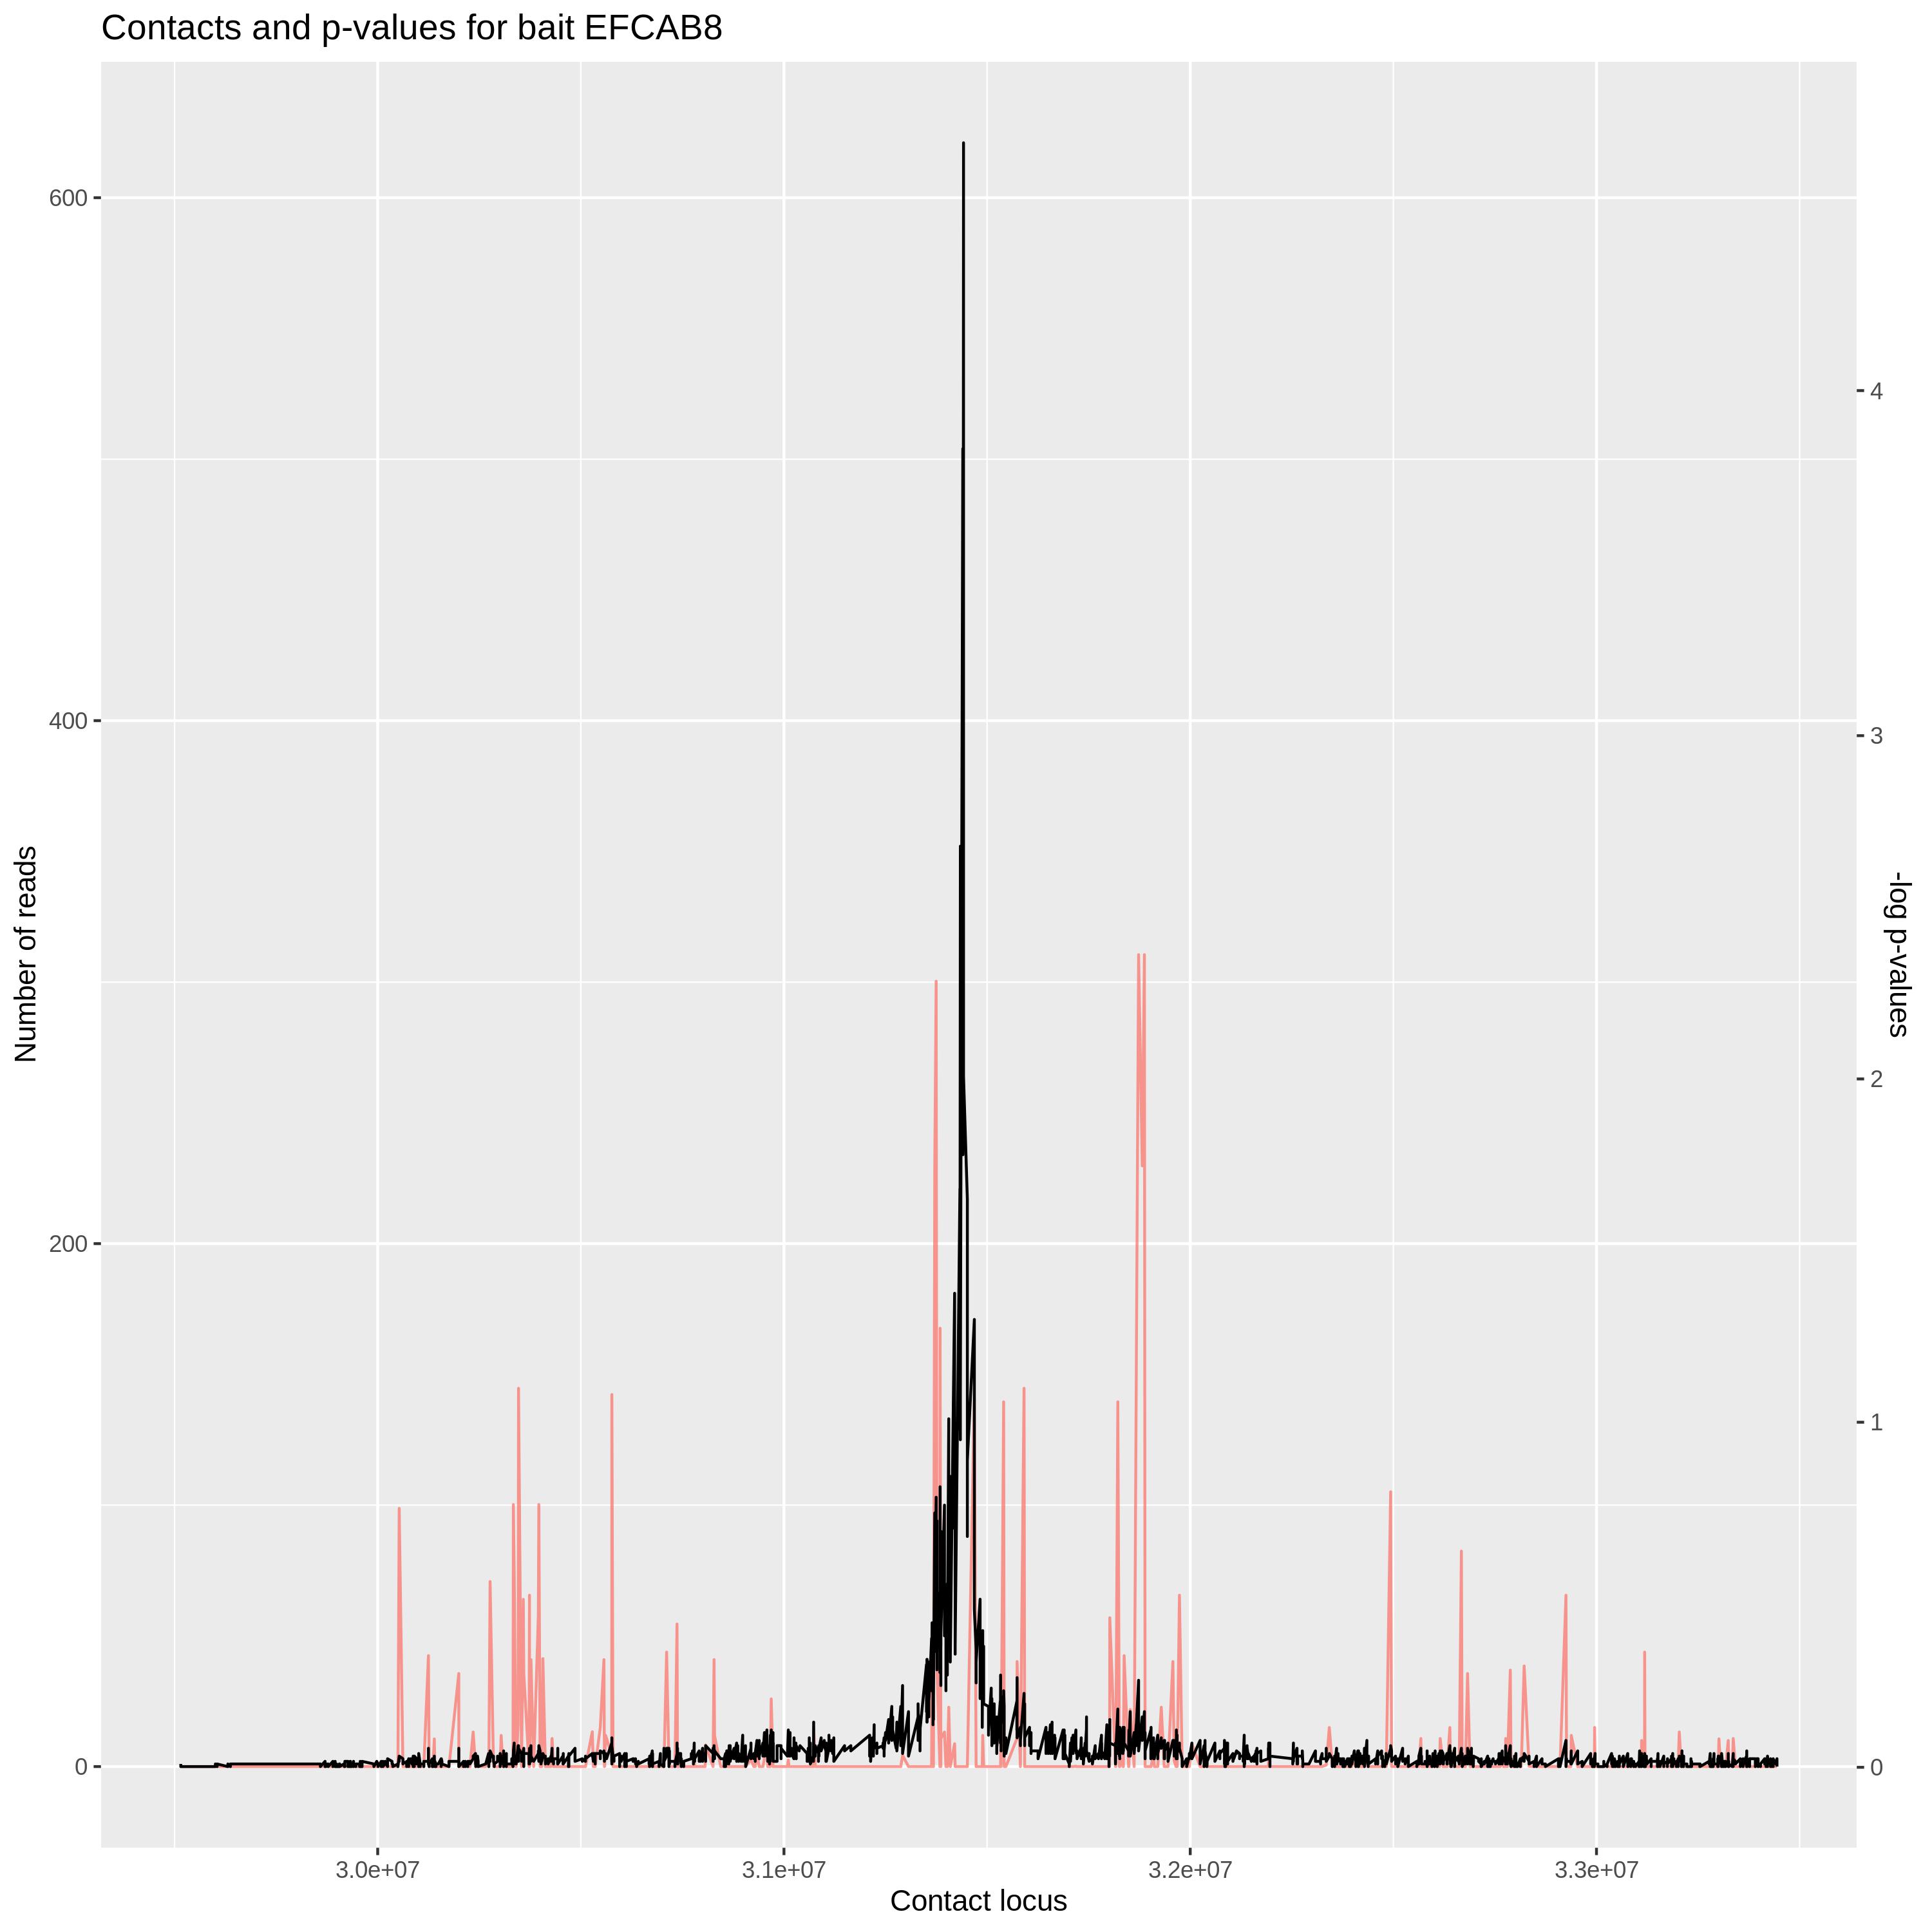 Contacts and p-values for bait EFCAB8
600
400
200
0
Number of reads
4
3
2
1
0
-log p-values
3.0e+07
3.1e+07
3.2e+07
3.3e+07
Contact locus